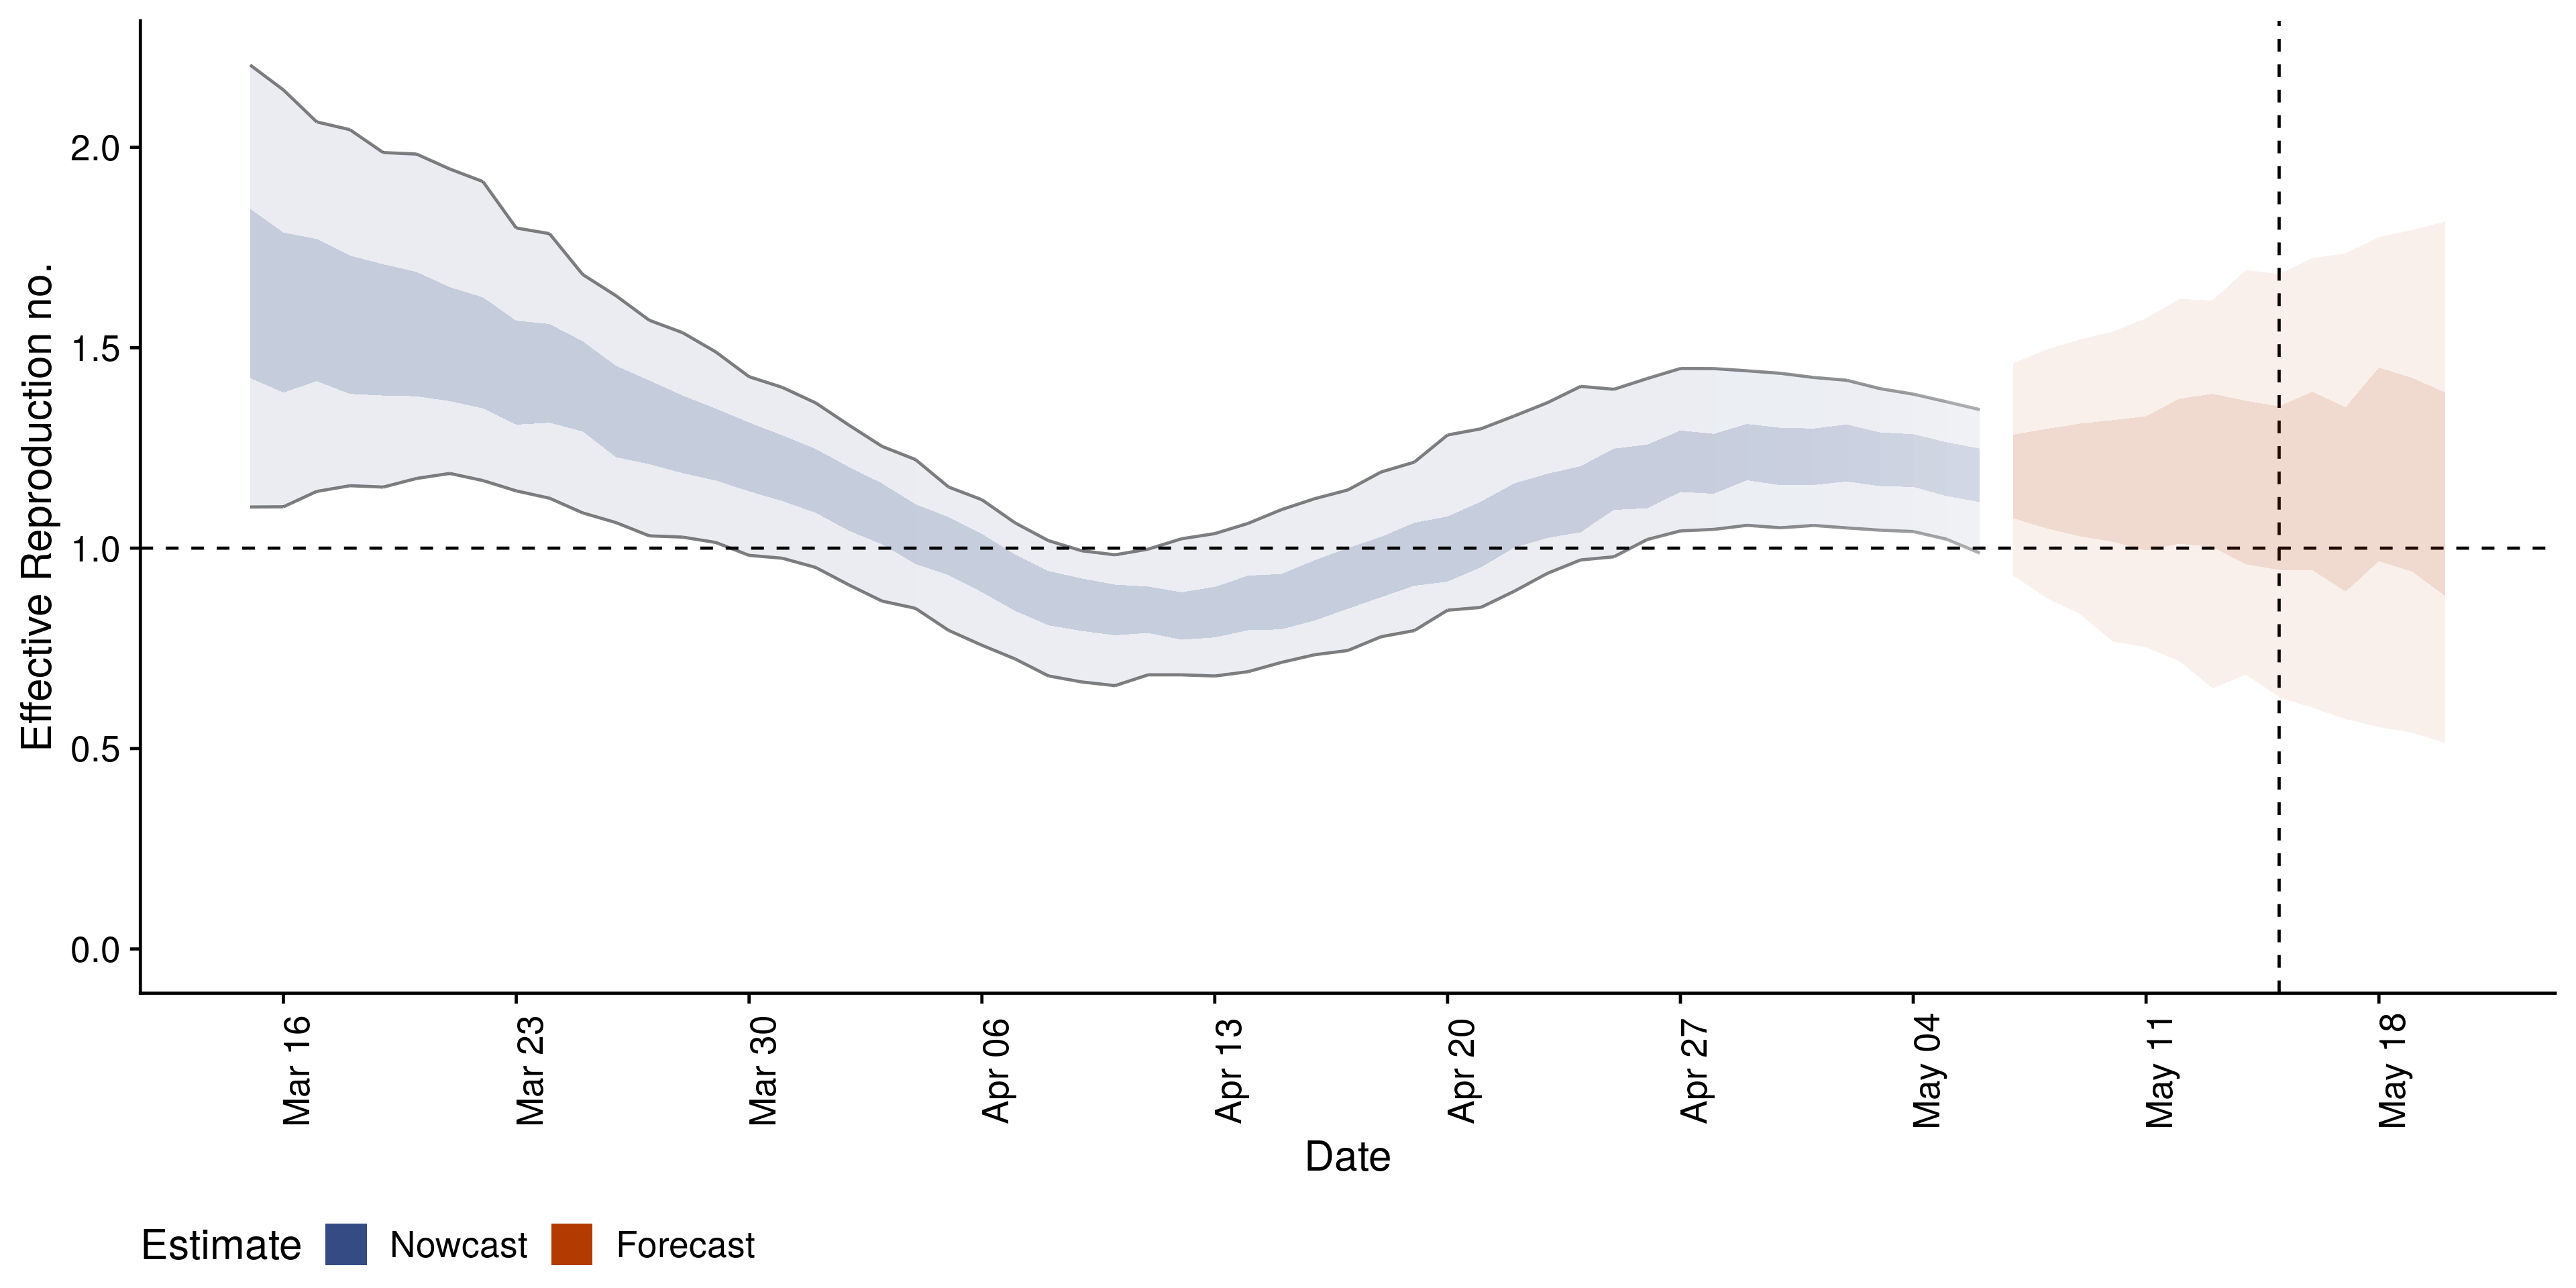 Effective Reproduction no.
2.0
1.5
1.0
0.5
0.0
Mar 16
Mar 23
Mar 30
Apr 06
Apr 13
Apr 20
Apr 27
May 04
May 11
May 18
Date
Estimate Nowcast Forecast